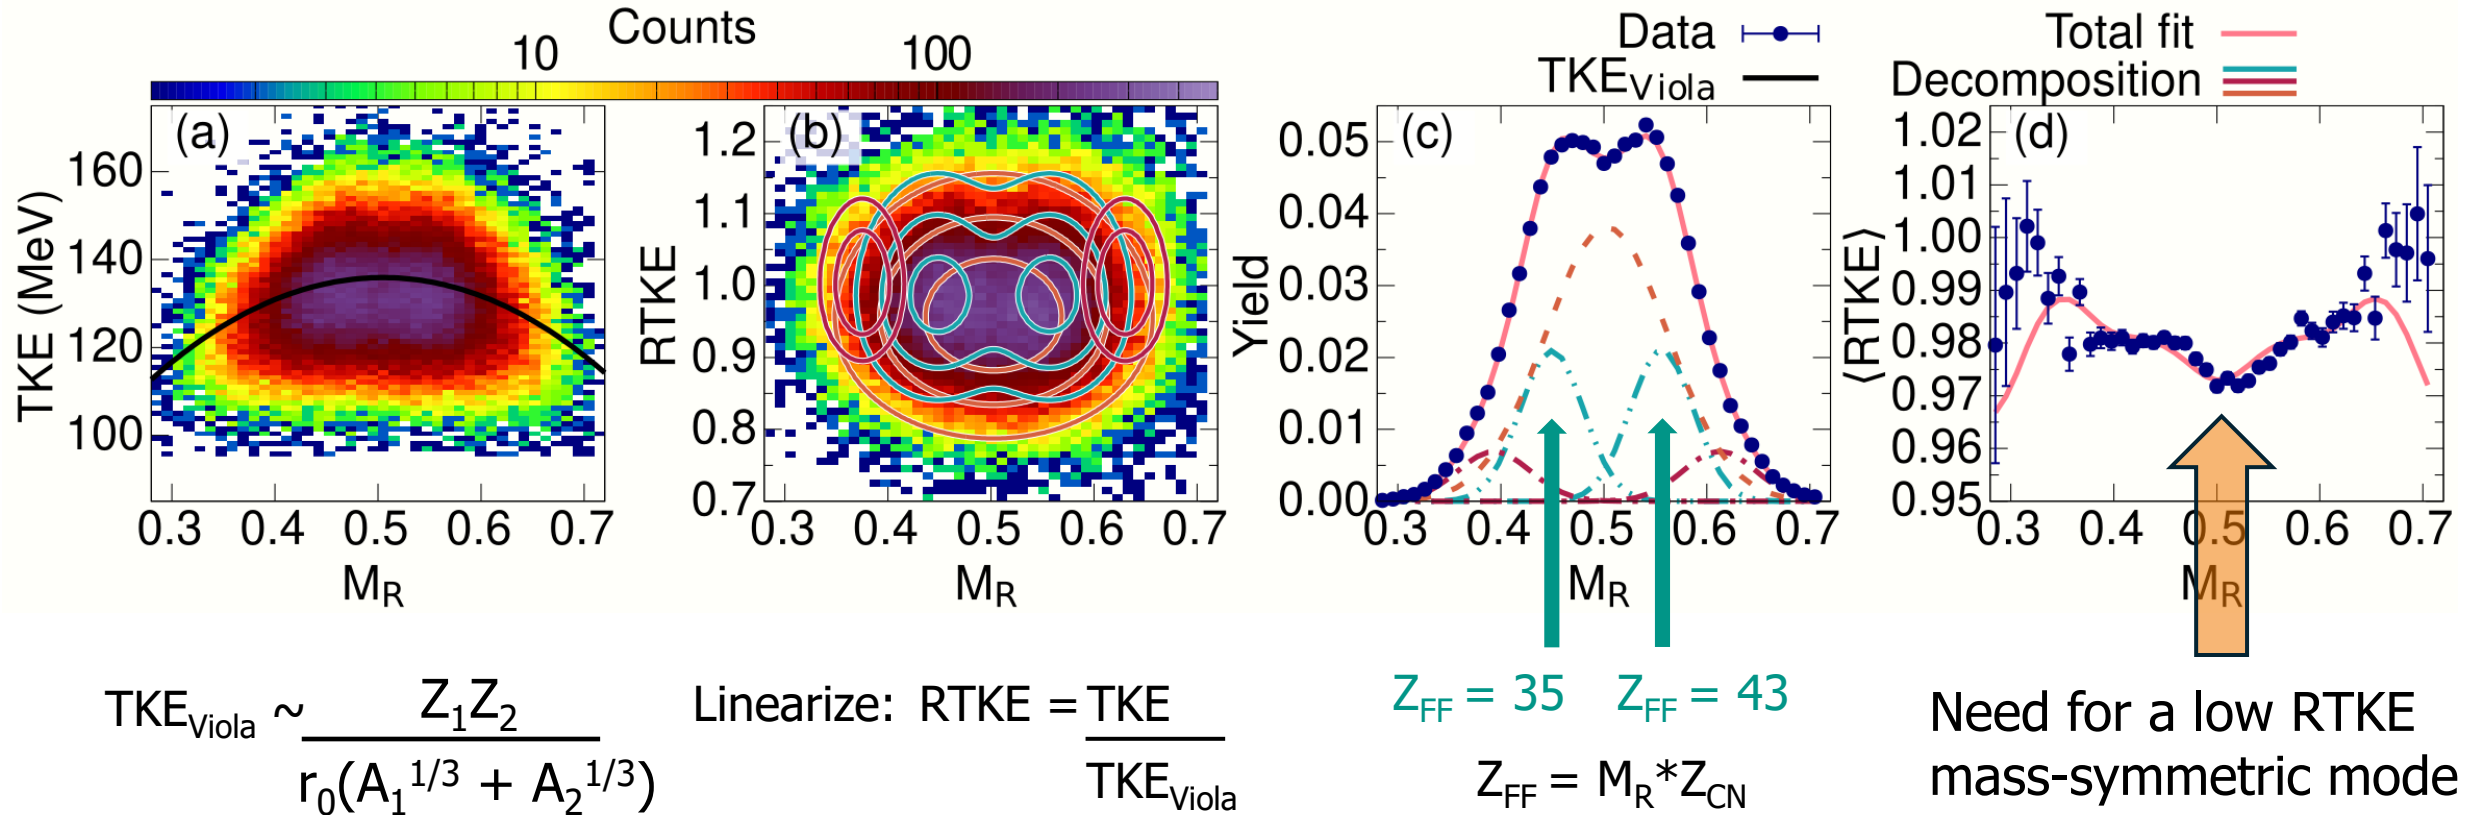 Counts
10 100
Data
TKEViola
Total fit
Decomposition
(a)
TKE (MeV)
160
140
120
100
0.3 0.4 0.5 0.6 0.7
MR
(b)
RTKE
1.2
1.1
1.0
0.9
0.8
0.7
0.3 0.4 0.5 0.6 0.7
MR
(c)
Yield
0.05
0.04
0.03
0.02
0.01
0.00
0.3 0.4 0.5 0.6 0.7
MR
(d)
⟨RTKE⟩
1.02
1.01
1.00
0.99
0.98
0.97
0.96
0.95
0.3 0.4 0.5 0.6 0.7
MR
TKEViola ~ Z1Z2
r0(A1^1/3 + A2^1/3)
Linearize: RTKE = TKE
TKEViola
ZFF = 35 ZFF = 43
ZFF = MR*ZCN
Need for a low RTKE
mass-symmetric mode